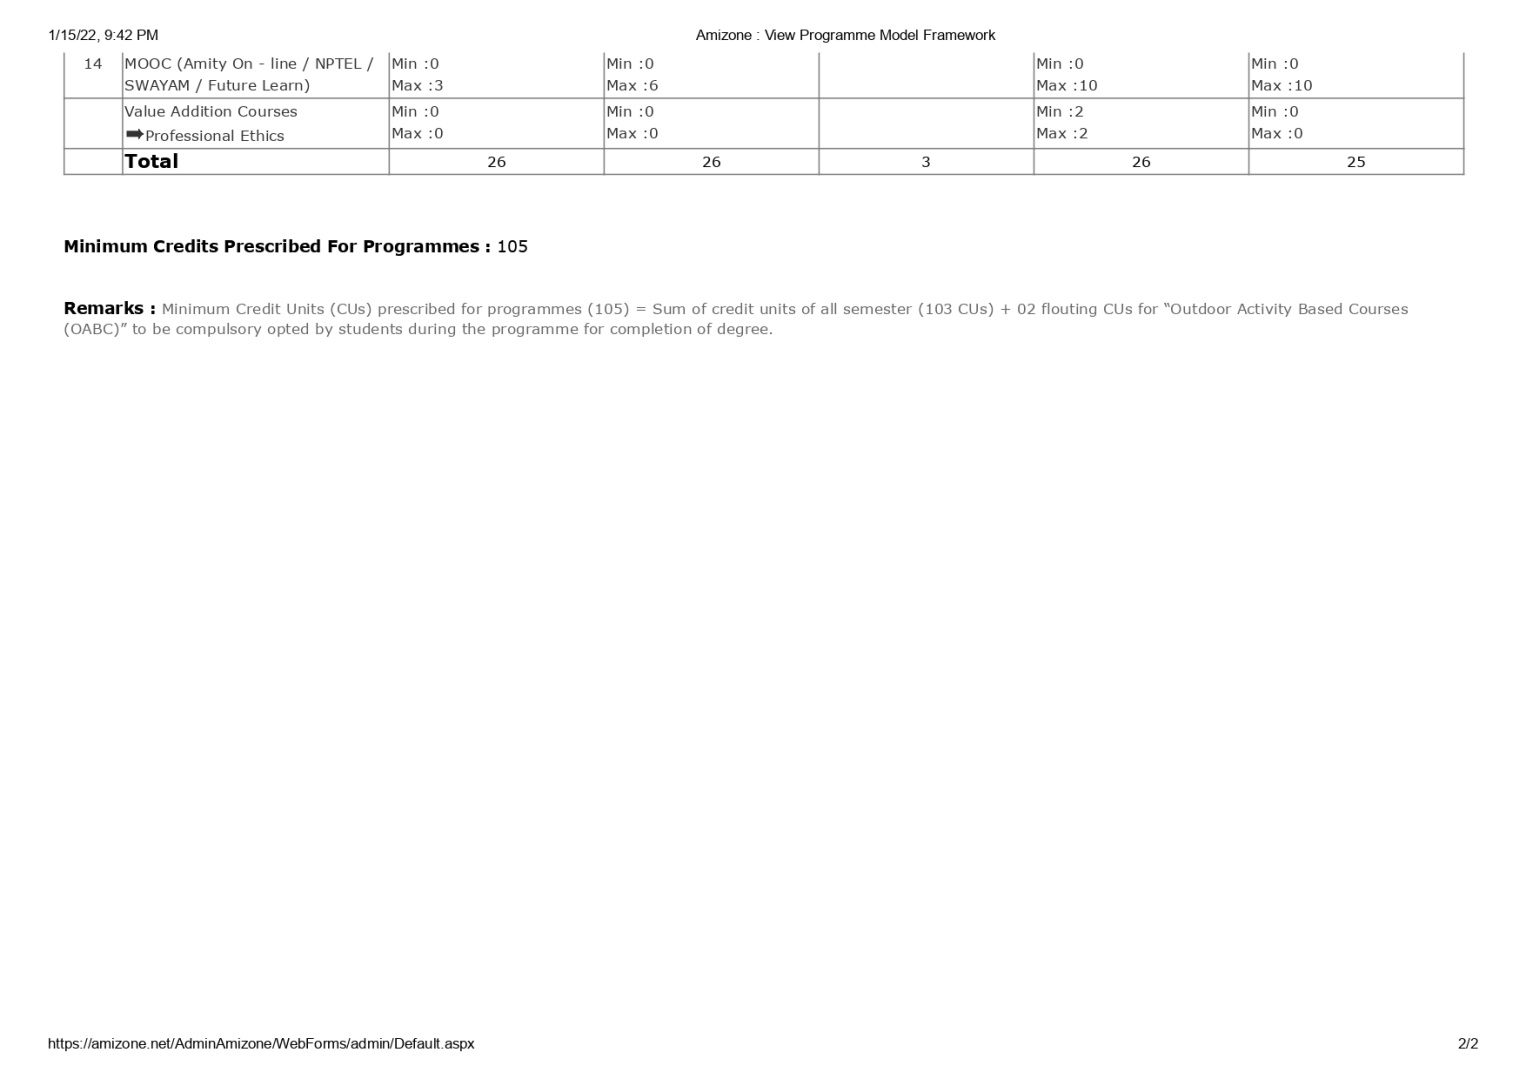 1/15/22, 9:42 PM Amizone : View Programme Model Framework
14 MOOC (Amity On - line / NPTEL / Min :0 Min :0 Min :0 Min :0
SWAYAM / Future Learn) Max :3 Max :6 Max :10 Max :10
Value Addition Courses Min :0 Min :0 Min :2 Min :0
➡Professional Ethics Max :0 Max :0 Max :2 Max :0
Total 26 26 3 26 25
Minimum Credits Prescribed For Programmes : 105
Remarks : Minimum Credit Units (CUs) prescribed for programmes (105) = Sum of credit units of all semester (103 CUs) + 02 flouting CUs for “Outdoor Activity Based Courses
(OABC)” to be compulsory opted by students during the programme for completion of degree.
https://amizone.net/AdminAmizone/WebForms/admin/Default.aspx 2/2